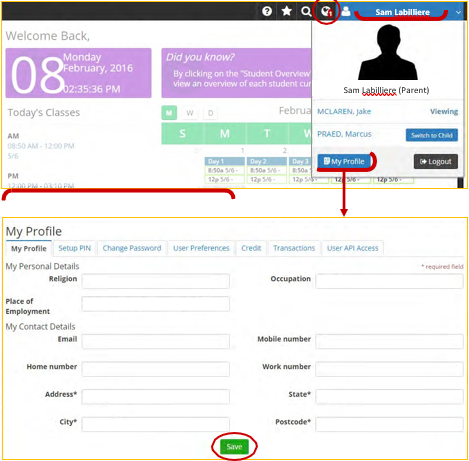 Sam Labilliere
Welcome Back,
08
Monday
February, 2016
02:35:36 PM
Did you know?
By clicking on the "Student Overview
view an overview of each student cur
Sam Labilliere (Parent)
MCLAREN, Jake Viewing
PRAED, Marcus Switch to Child
My Profile Logout
Today's Classes
M W D Februa
S M T W
1 2 3
AM
08:50 AM - 12:00 PM
5/6
Day 1 Day 2 Day 3
8:50a 5/6 - 8:50a 5/6 - 8:50a 5/6 -
PM
12:00 PM - 03:10 PM
12p 5/6 - 12p 5/6 - 12p 5/6 -
My Profile
My Profile Setup PIN Change Password User Preferences Credit Transactions User API Access
My Personal Details * required field
Religion Occupation
Place of
Employment
My Contact Details
Email Mobile number
Home number Work number
Address* State*
City* Postcode*
Save